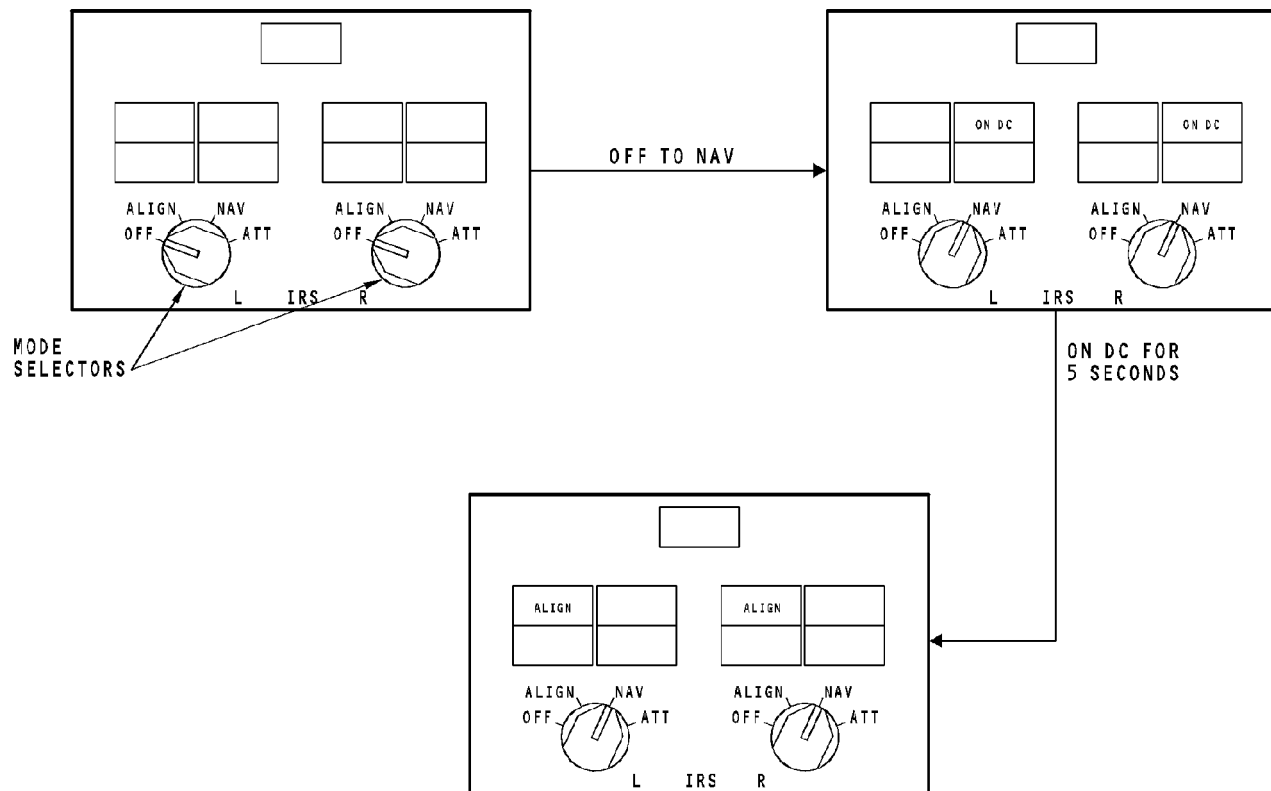 ALIGN NAV ALIGN NAV
OFF ATT OFF ATT
L IRS R
MODE
SELECTORS
OFF TO NAV
ON DC ON DC
ALIGN NAV ALIGN NAV
OFF ATT OFF ATT
L IRS R
ON DC FOR
5 SECONDS
ALIGN ALIGN
ALIGN NAV ALIGN NAV
OFF ATT OFF ATT
L IRS R